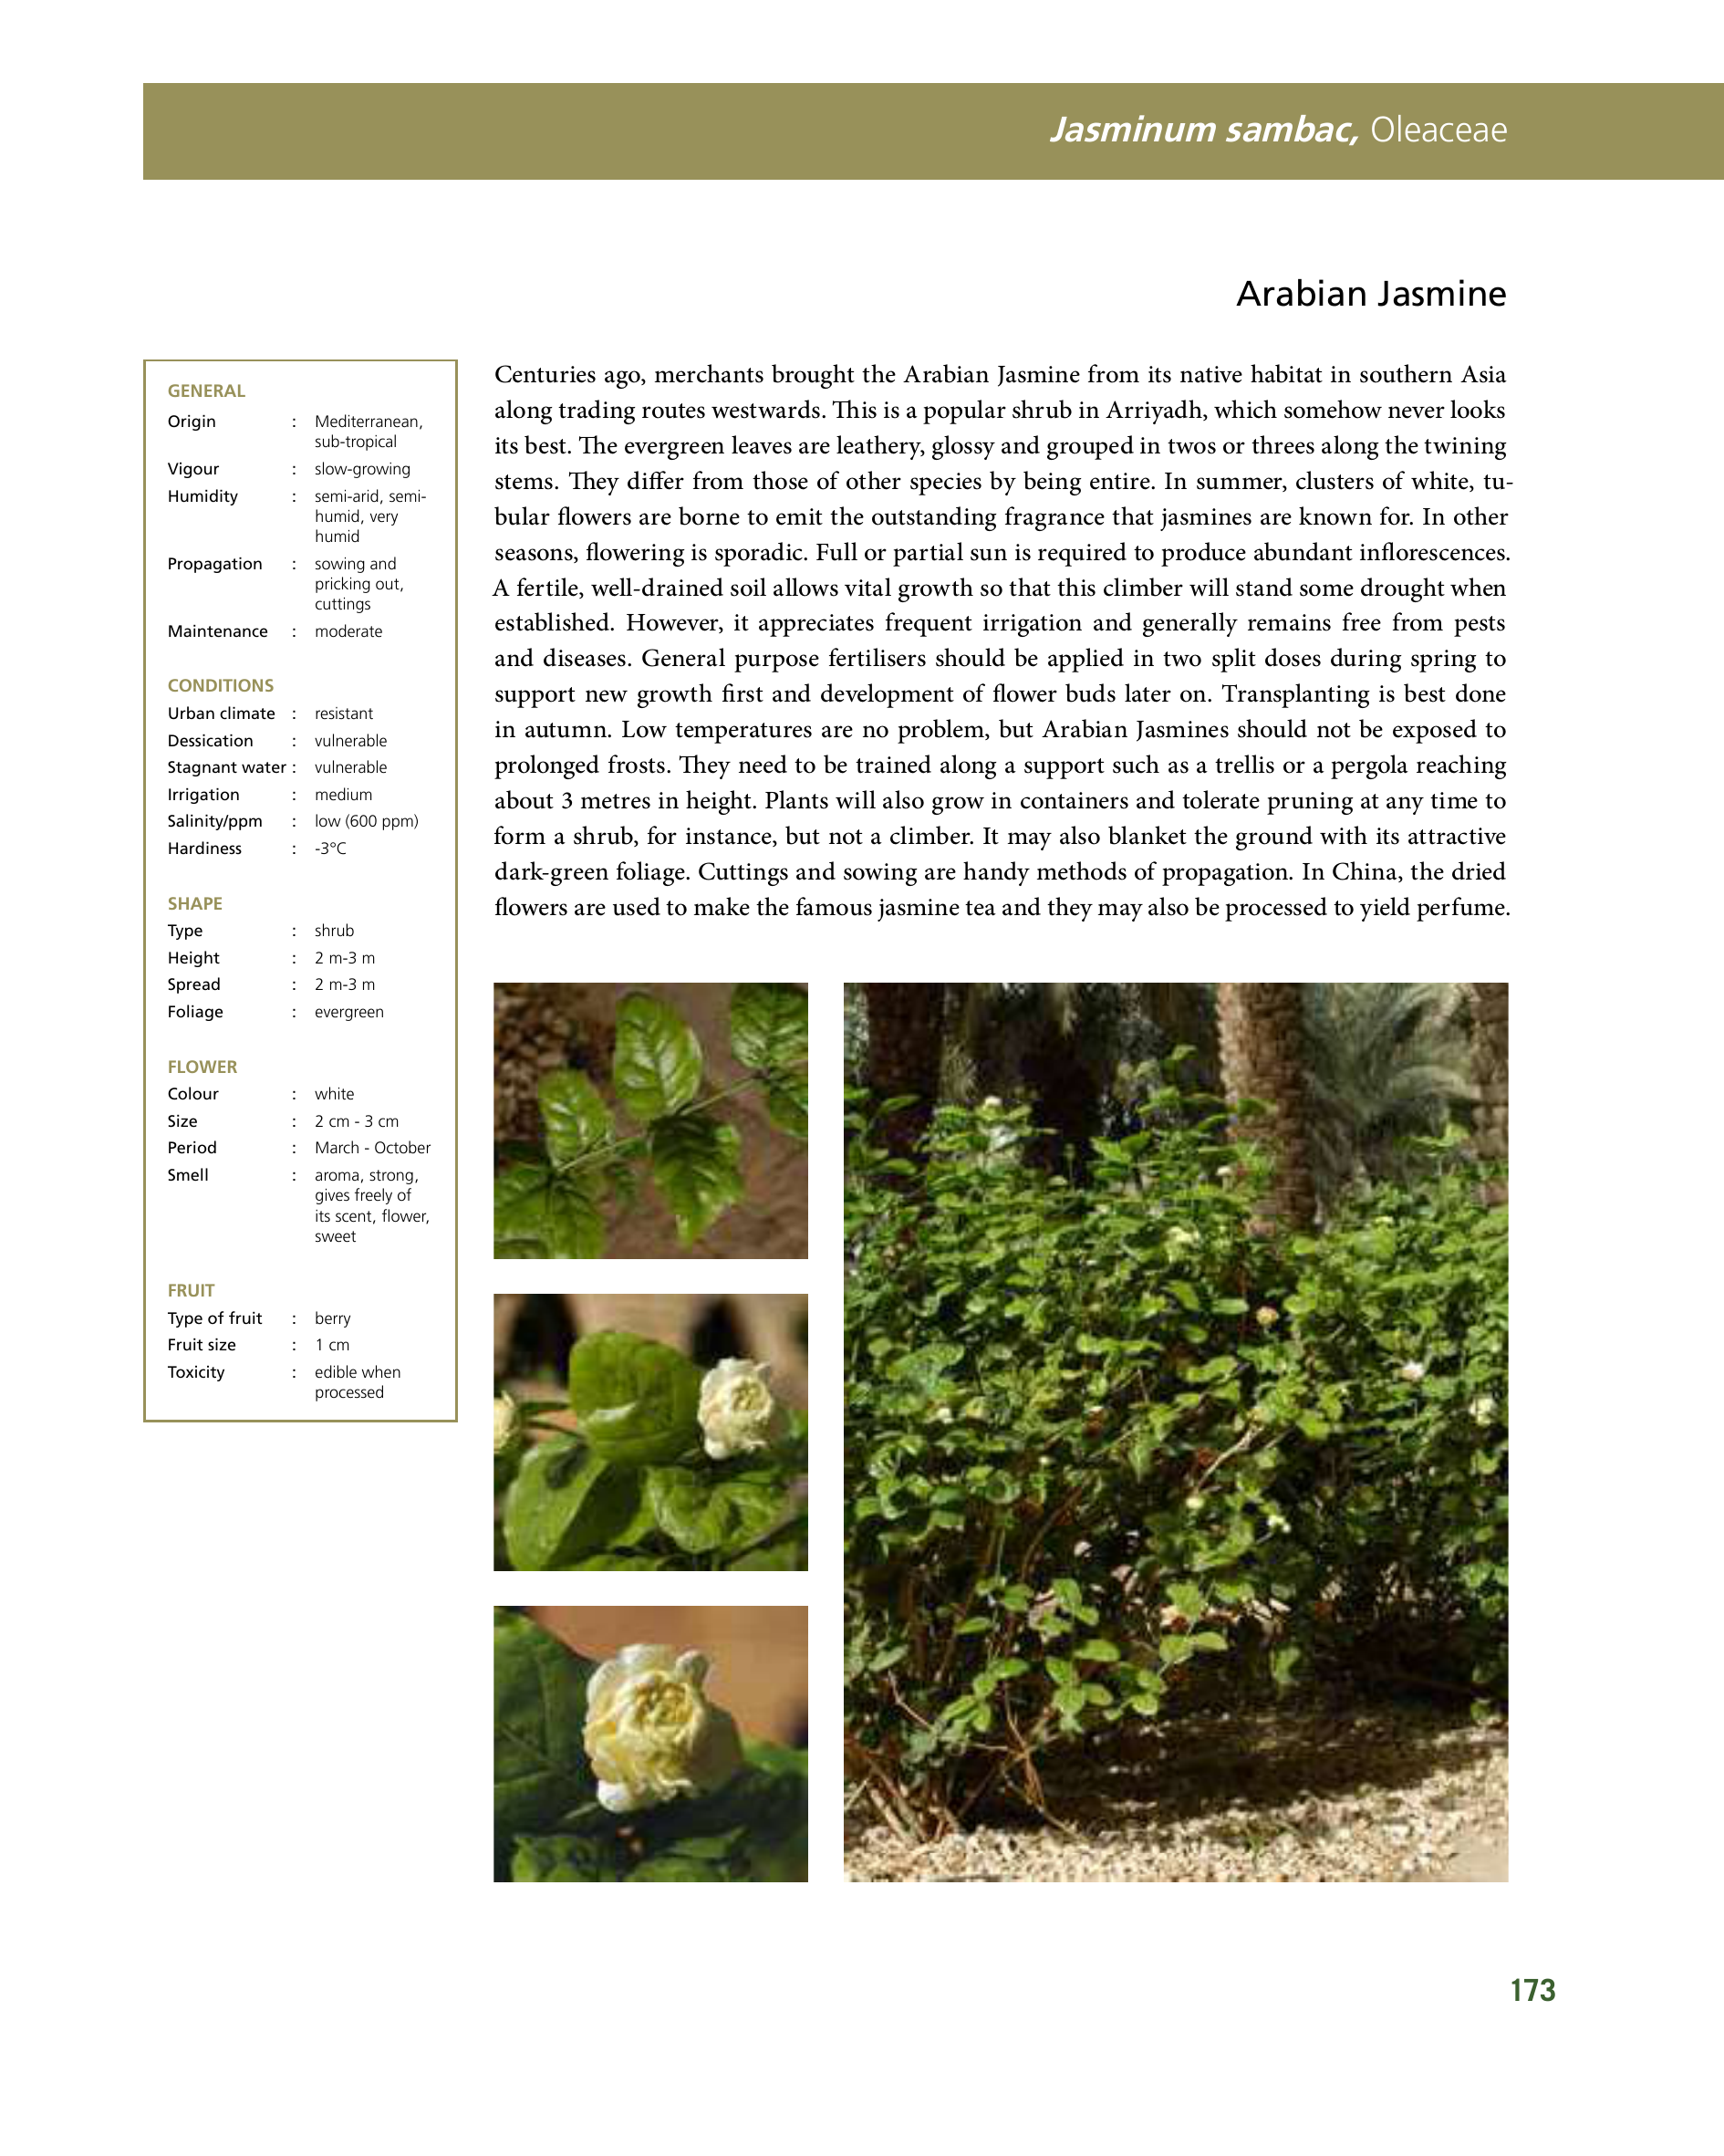 Jasminum sambac, Oleaceae
Arabian Jasmine
GENERAL
Origin : Mediterranean,
sub-tropical
Vigour : slow-growing
Humidity : semi-arid, semi-
humid, very
humid
Propagation : sowing and
pricking out,
cuttings
Maintenance : moderate
CONDITIONS
Urban climate : resistant
Dessication : vulnerable
Stagnant water : vulnerable
Irrigation : medium
Salinity/ppm : low (600 ppm)
Hardiness : -3°C
SHAPE
Type : shrub
Height : 2 m-3 m
Spread : 2 m-3 m
Foliage : evergreen
FLOWER
Colour : white
Size : 2 cm - 3 cm
Period : March - October
Smell : aroma, strong,
gives freely of
its scent, flower,
sweet
FRUIT
Type of fruit : berry
Fruit size : 1 cm
Toxicity : edible when
processed
Centuries ago, merchants brought the Arabian Jasmine from its native habitat in southern Asia
along trading routes westwards. This is a popular shrub in Arriyadh, which somehow never looks
its best. The evergreen leaves are leathery, glossy and grouped in twos or threes along the twining
stems. They differ from those of other species by being entire. In summer, clusters of white, tu-
bular flowers are borne to emit the outstanding fragrance that jasmines are known for. In other
seasons, flowering is sporadic. Full or partial sun is required to produce abundant inflorescences.
A fertile, well-drained soil allows vital growth so that this climber will stand some drought when
established. However, it appreciates frequent irrigation and generally remains free from pests
and diseases. General purpose fertilisers should be applied in two split doses during spring to
support new growth first and development of flower buds later on. Transplanting is best done
in autumn. Low temperatures are no problem, but Arabian Jasmines should not be exposed to
prolonged frosts. They need to be trained along a support such as a trellis or a pergola reaching
about 3 metres in height. Plants will also grow in containers and tolerate pruning at any time to
form a shrub, for instance, but not a climber. It may also blanket the ground with its attractive
dark-green foliage. Cuttings and sowing are handy methods of propagation. In China, the dried
flowers are used to make the famous jasmine tea and they may also be processed to yield perfume.
173